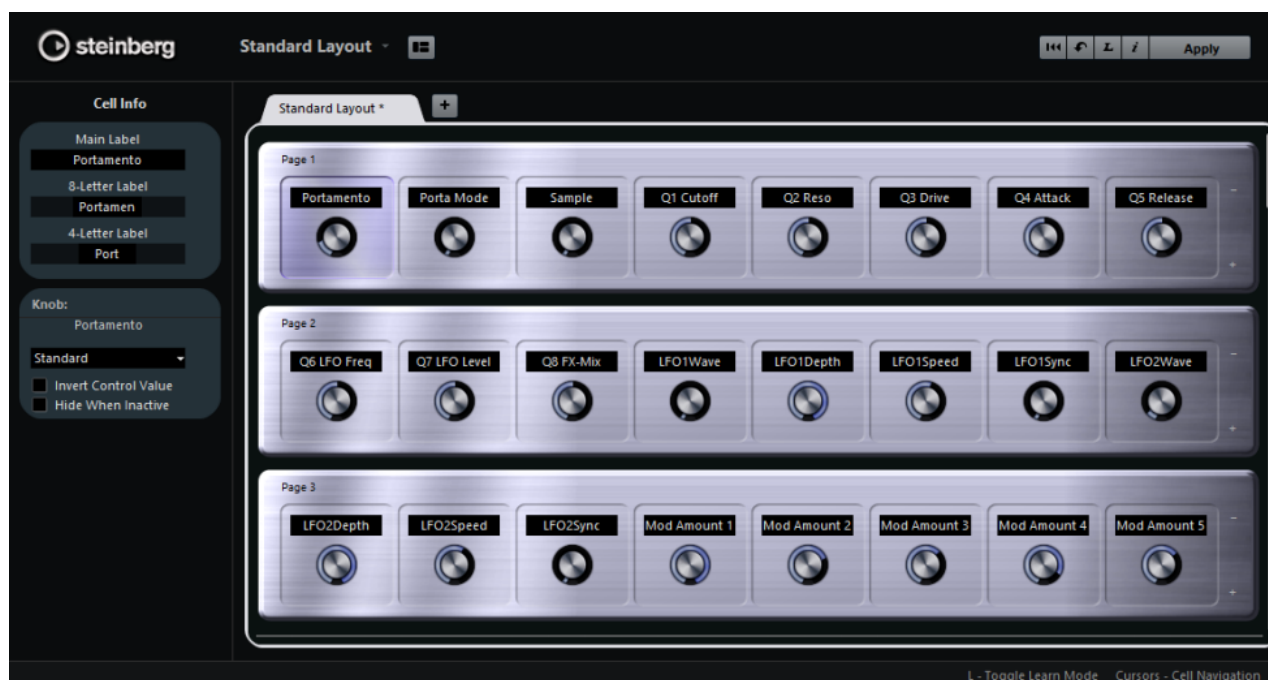 steinberg
Standard Layout
L i Apply
Cell Info
Main Label
Portamento
8-Letter Label
Portamen
4-Letter Label
Port
Knob:
Portamento
Standard
Invert Control Value
Hide When Inactive
Standard Layout * +
Page 1
Portamento Porta Mode Sample Q1 Cutoff Q2 Reso Q3 Drive Q4 Attack Q5 Release
Page 2
Q6 LFO Freq Q7 LFO Level Q8 FX-Mix LFO1Wave LFO1Depth LFO1Speed LFO1Sync LFO2Wave
Page 3
LFO2Depth LFO2Speed LFO2Sync Mod Amount 1 Mod Amount 2 Mod Amount 3 Mod Amount 4 Mod Amount 5
L - Toggle Learn Mode Cursors - Cell Navigation